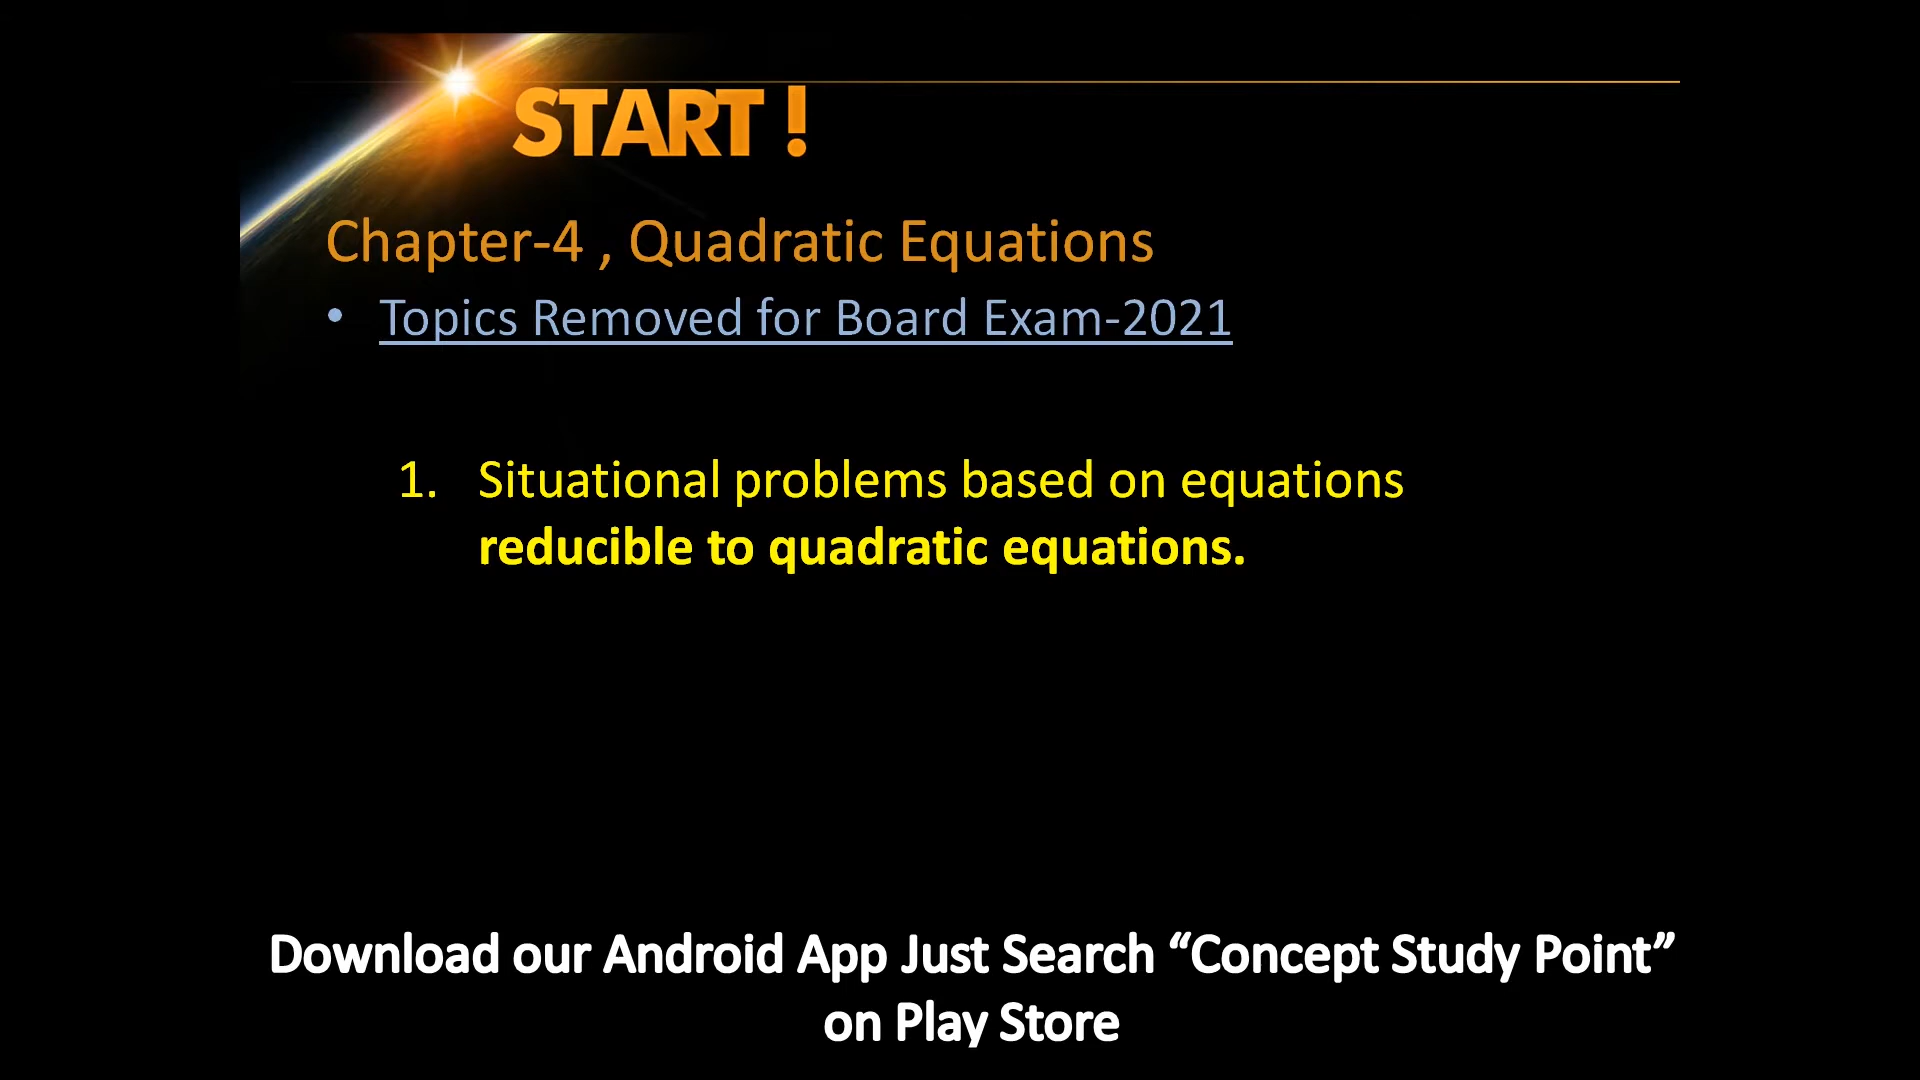 START !
Chapter-4 , Quadratic Equations
• Topics Removed for Board Exam-2021
1. Situational problems based on equations
reducible to quadratic equations.
Download our Android App Just Search “Concept Study Point”
on Play Store